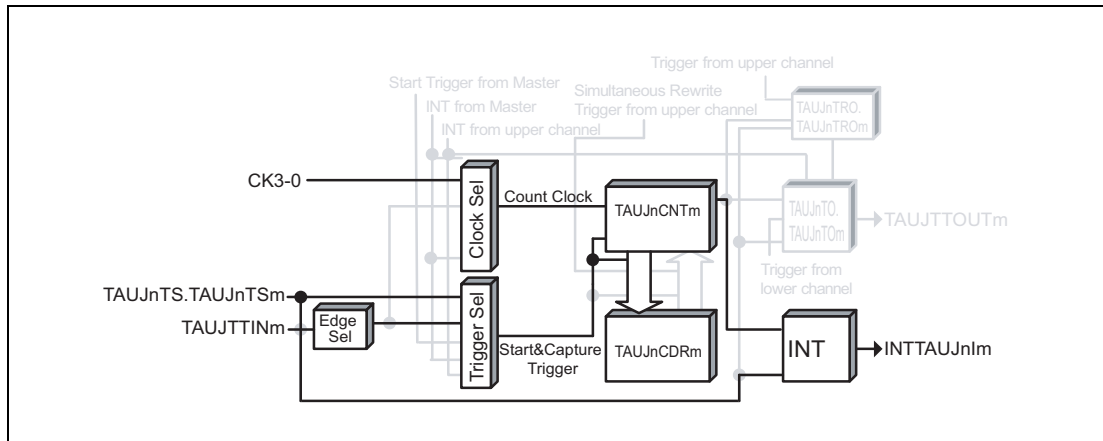 Trigger from upper channel
Start Trigger from Master
Simultaneous Rewrite
Trigger from upper channel
INT from Master
INT from upper channel
TAUJnTRO.
TAUJnTROm
CK3-0
Clock Sel
Count Clock
TAUJnCNTm
TAUJnTO.
TAUJnTOm
TAUJTTOUTm
Trigger from
lower channel
TAUJnTS.TAUJnTSm
TAUJTTINm
Edge
Sel
Trigger Sel
Start&Capture
Trigger
TAUJnCDRm
INT
INTTAUJnIm